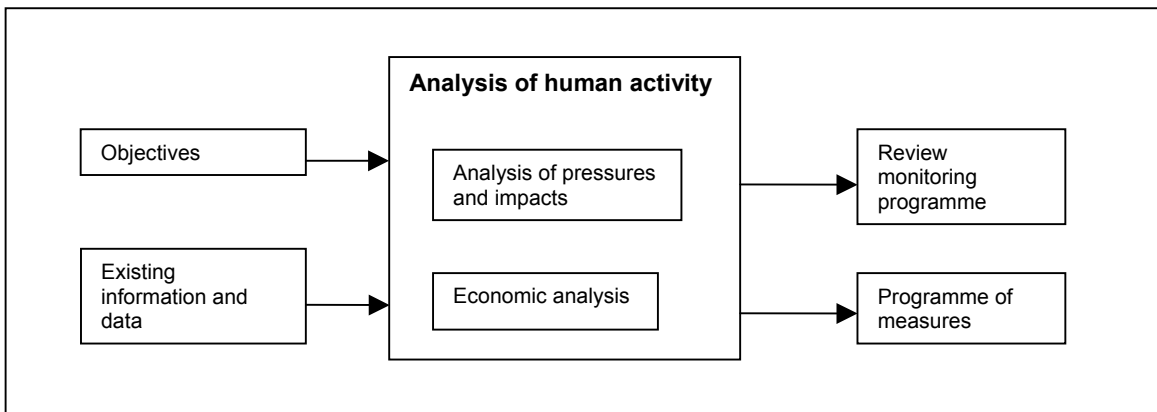 Analysis of human activity
Objectives
Analysis of pressures
and impacts
Review
monitoring
programme
Existing
information and
data
Economic analysis
Programme of
measures